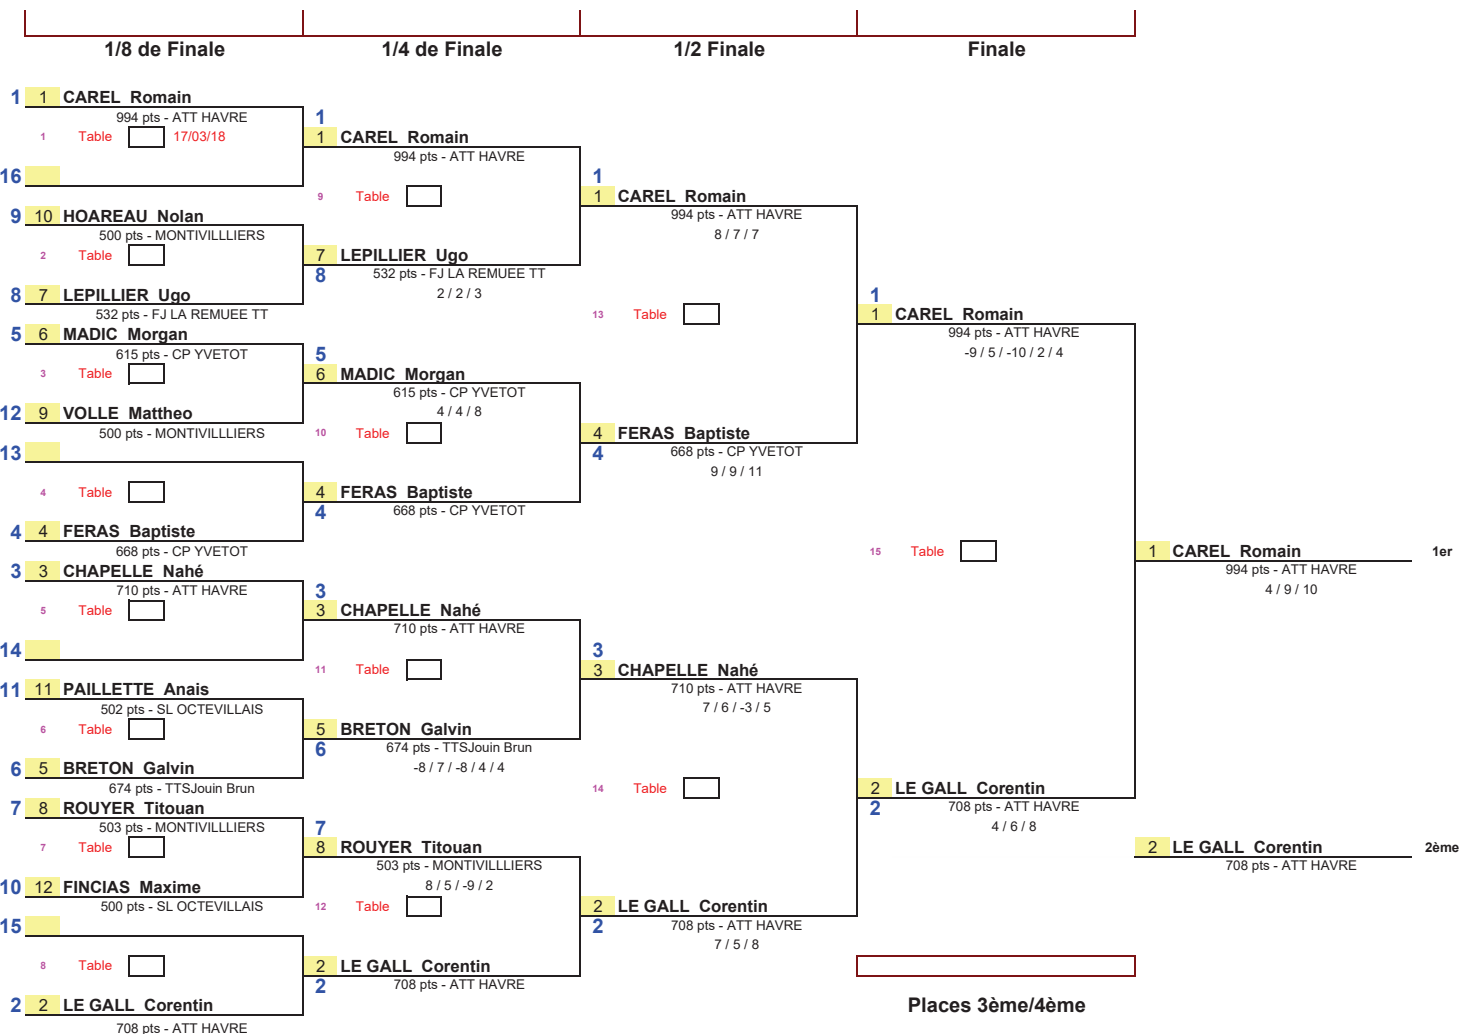 1/8 de Finale 1/4 de Finale 1/2 Finale Finale
1 1 CAREL Romain
994 pts - ATT HAVRE
1 Table 17/03/18
16
9 10 HOAREAU Nolan
500 pts - MONTIVILLLIERS
2 Table
8 7 LEPILLIER Ugo
532 pts - FJ LA REMUEE TT
5 6 MADIC Morgan
615 pts - CP YVETOT
3 Table
12 9 VOLLE Mattheo
500 pts - MONTIVILLLIERS
13
4 Table
4 4 FERAS Baptiste
668 pts - CP YVETOT
3 3 CHAPELLE Nahé
710 pts - ATT HAVRE
5 Table
14
11 11 PAILLETTE Anais
502 pts - SL OCTEVILLAIS
6 Table
6 5 BRETON Galvin
674 pts - TTSJouin Brun
7 8 ROUYER Titouan
503 pts - MONTIVILLLIERS
7 Table
10 12 FINCIAS Maxime
500 pts - SL OCTEVILLAIS
15
8 Table
2 2 LE GALL Corentin
708 pts - ATT HAVRE
1
1 CAREL Romain
994 pts - ATT HAVRE
9 Table
7 LEPILLIER Ugo
8 532 pts - FJ LA REMUEE TT
2 / 2 / 3
5
6 MADIC Morgan
615 pts - CP YVETOT
4 / 4 / 8
10 Table
4 FERAS Baptiste
4 668 pts - CP YVETOT
3
3 CHAPELLE Nahé
710 pts - ATT HAVRE
11 Table
5 BRETON Galvin
6 674 pts - TTSJouin Brun
-8 / 7 / -8 / 4 / 4
7
8 ROUYER Titouan
503 pts - MONTIVILLLIERS
8 / 5 / -9 / 2
12 Table
2 LE GALL Corentin
2 708 pts - ATT HAVRE
1
1 CAREL Romain
994 pts - ATT HAVRE
8 / 7 / 7
13 Table
4 FERAS Baptiste
4 668 pts - CP YVETOT
9 / 9 / 11
3
3 CHAPELLE Nahé
710 pts - ATT HAVRE
7 / 6 / -3 / 5
14 Table
2 LE GALL Corentin
2 708 pts - ATT HAVRE
7 / 5 / 8
1
1 CAREL Romain
994 pts - ATT HAVRE
-9 / 5 / -10 / 2 / 4
15 Table
2 LE GALL Corentin
2 708 pts - ATT HAVRE
4 / 6 / 8
1 CAREL Romain 1er
994 pts - ATT HAVRE
4 / 9 / 10
2 LE GALL Corentin 2ème
708 pts - ATT HAVRE
Places 3ème/4ème